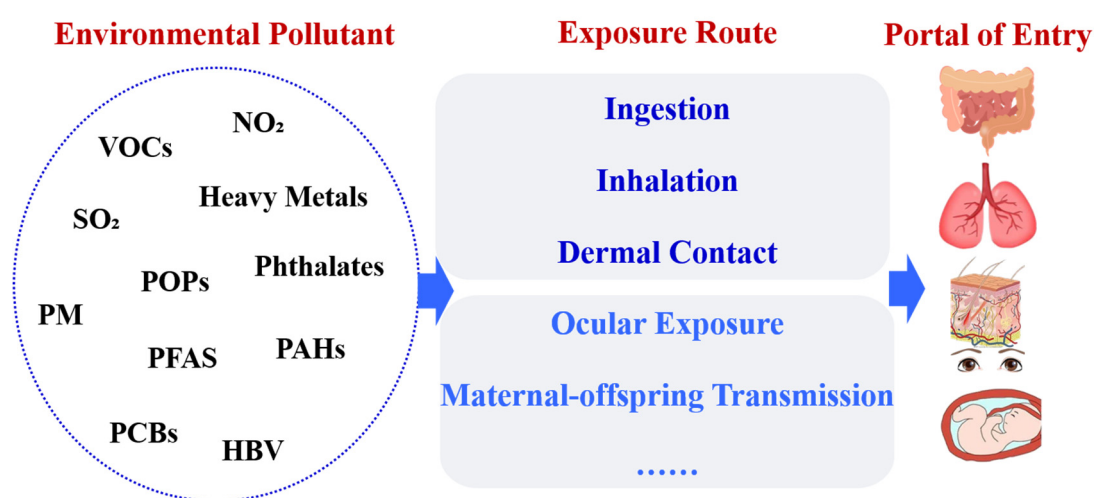 Environmental Pollutant
NO₂
VOCs
Heavy Metals
SO₂
Phthalates
POPs
PM
PAHs
PFAS
PCBs
HBV
Exposure Route
Ingestion
Inhalation
Dermal Contact
Ocular Exposure
Maternal-offspring Transmission
......
Portal of Entry